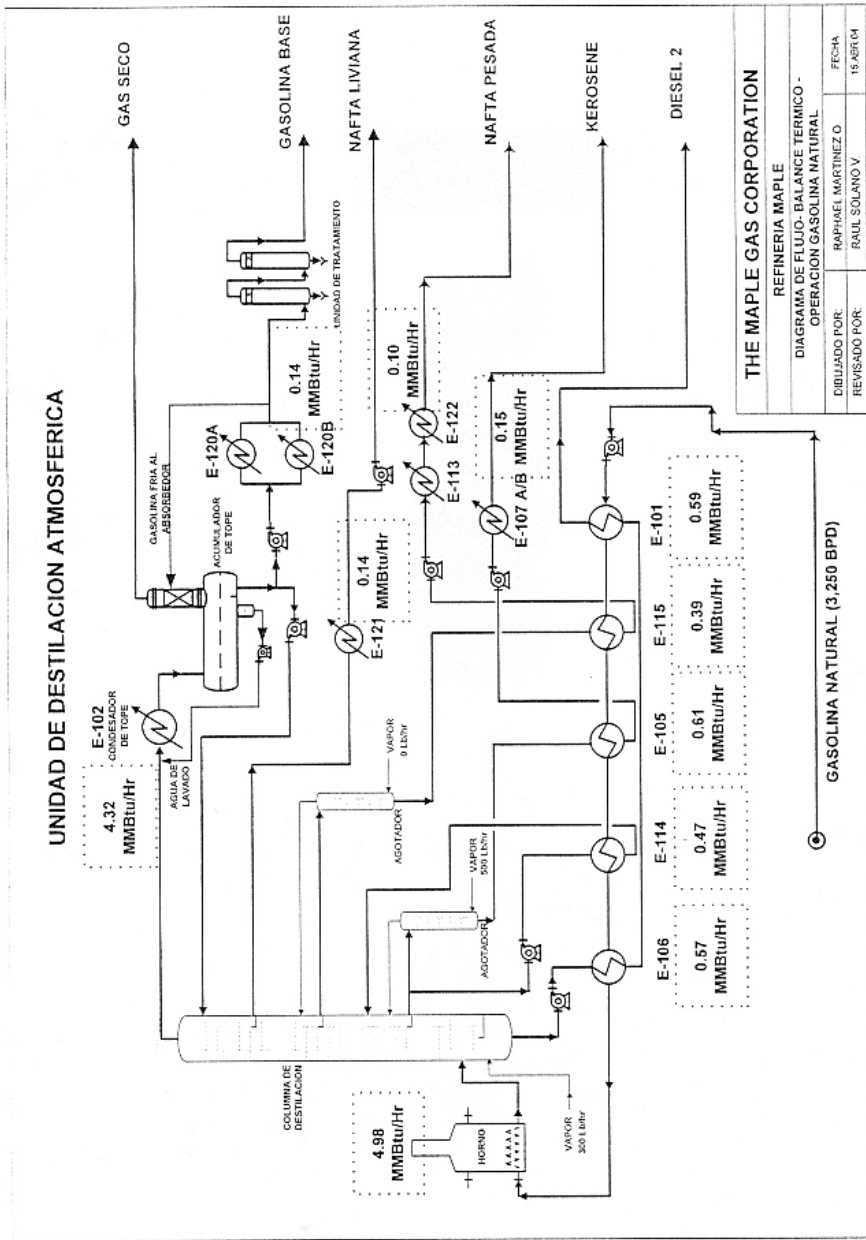 UNIDAD DE DESTILACION ATMOSFERICA
GAS SECO
GASOLINA BASE
NAFTA LIVIANA
NAFTA PESADA
KEROSENE
DIESEL 2
4.32
MMBtu/Hr
E-102
CONDESADOR
DE TOPE
AGUA DE
LAVADO
GASOLINA FRIA AL
ABSORBEDOR
ACUMULADOR
DE TOPE
E-120A
E-120B
0.14
MMBtu/Hr
UNIDAD DE TRATAMIENTO
E-121
0.14
MMBtu/Hr
0.10
MMBtu/Hr
E-113
E-122
E-107 A/B
0.15
MMBtu/Hr
VAPOR
0 Lb/hr
AGOTADOR
VAPOR
500 Lb/hr
AGOTADOR
COLUMNA DE
DESTILACION
4.98
MMBtu/Hr
HORNO
VAPOR
300 Lb/hr
E-106
0.57
MMBtu/Hr
E-114
0.47
MMBtu/Hr
E-105
0.61
MMBtu/Hr
E-115
0.39
MMBtu/Hr
E-101
0.59
MMBtu/Hr
GASOLINA NATURAL (3,250 BPD)
THE MAPLE GAS CORPORATION
REFINERIA MAPLE
DIAGRAMA DE FLUJO- BALANCE TERMICO -
OPERACION GASOLINA NATURAL
DIBUJADO POR: RAPHAEL MARTINEZ O. FECHA
REVISADO POR: RAUL SOLANO V. 15.ABR.04